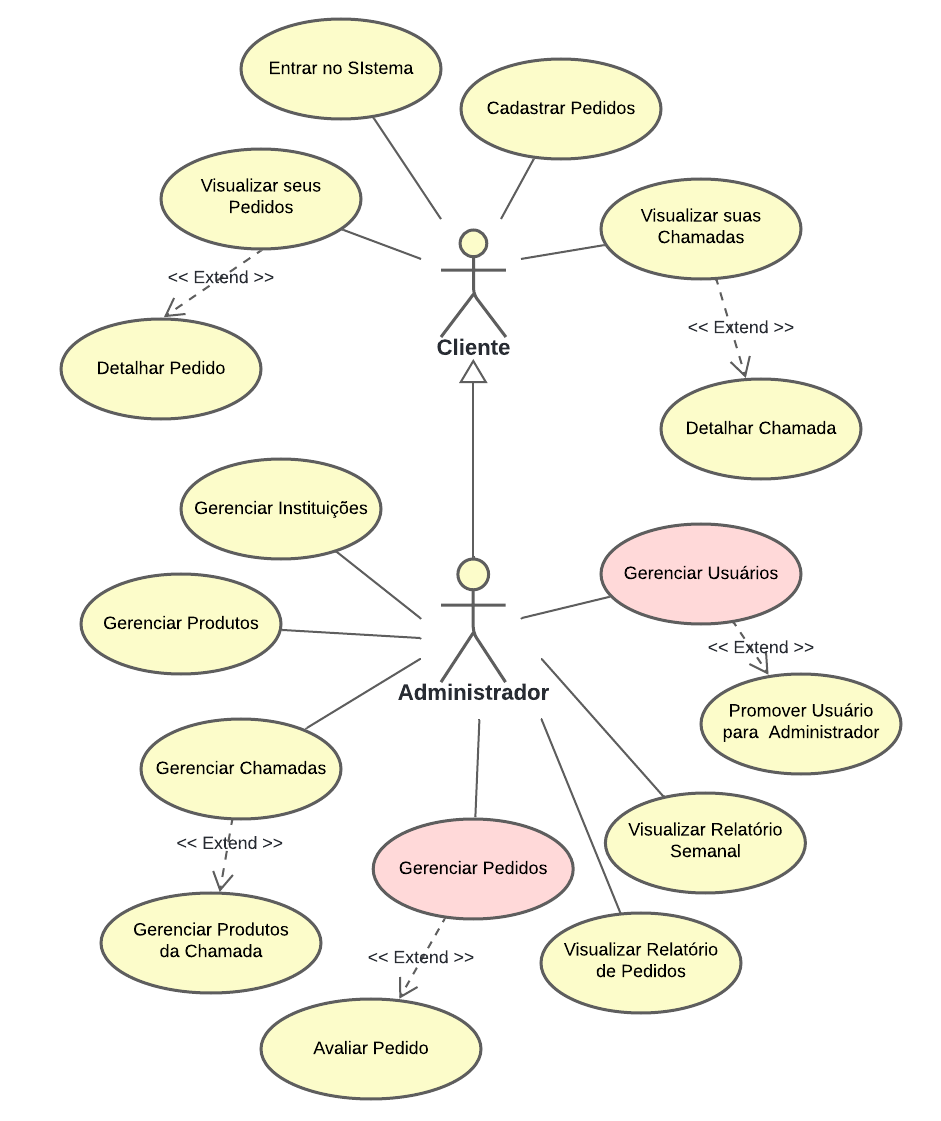 Entrar no SIstema
Cadastrar Pedidos
Visualizar seus
Pedidos
Visualizar suas
Chamadas
<< Extend >>
<< Extend >>
Cliente
Detalhar Pedido
Detalhar Chamada
Gerenciar Instituições
Gerenciar Usuários
Gerenciar Produtos
<< Extend >>
Administrador
Promover Usuário
para Administrador
Gerenciar Chamadas
Visualizar Relatório
Semanal
<< Extend >>
Gerenciar Pedidos
Gerenciar Produtos
da Chamada
Visualizar Relatório
de Pedidos
<< Extend >>
Avaliar Pedido